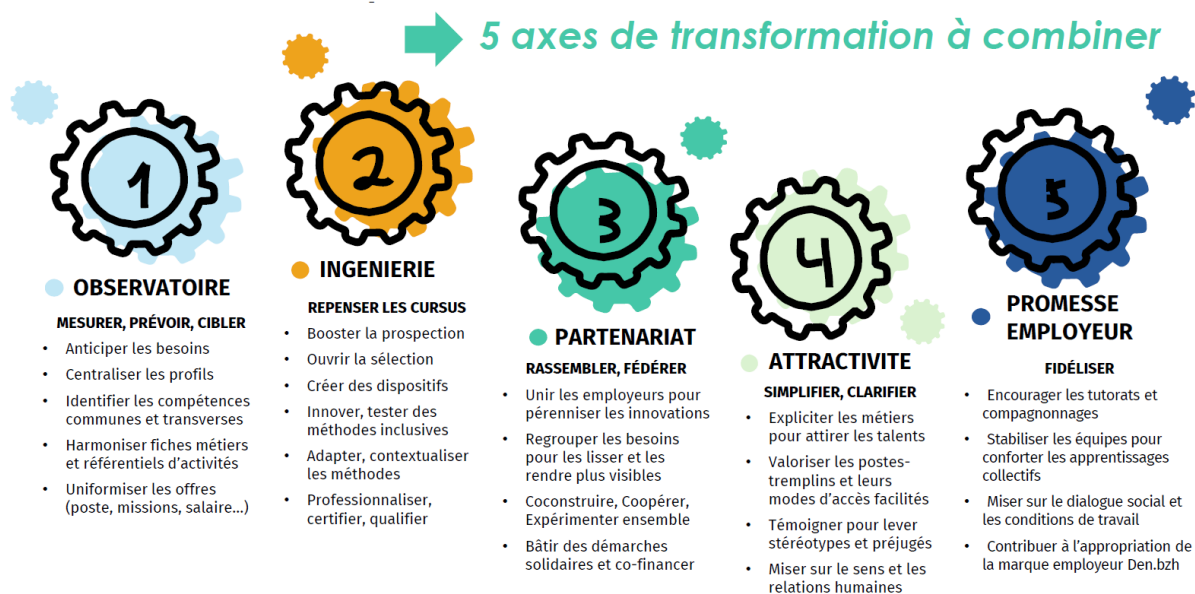 5 axes de transformation à combiner
1
OBSERVATOIRE
MESURER, PRÉVOIR, CIBLER
• Anticiper les besoins
• Centraliser les profils
• Identifier les compétences
communes et transverses
• Harmoniser fiches métiers
et référentiels d’activités
• Uniformiser les offres
(poste, missions, salaire...)
2
INGENIERIE
REPENSER LES CURSUS
• Booster la prospection
• Ouvrir la sélection
• Créer des dispositifs
• Innover, tester des
méthodes inclusives
• Adapter, contextualiser
les méthodes
• Professionnaliser,
certifier, qualifier
3
PARTENARIAT
RASSEMBLER, FÉDÉRER
• Unir les employeurs pour
pérenniser les innovations
• Regrouper les besoins
pour les lisser et les
rendre plus visibles
• Coconstruire, Coopérer,
Expérimenter ensemble
• Bâtir des démarches
solidaires et co-financer
4
ATTRACTIVITE
SIMPLIFIER, CLARIFIER
• Expliciter les métiers
pour attirer les talents
• Valoriser les postes-
tremplins et leurs
modes d’accès facilités
• Témoigner pour lever
stéréotypes et préjugés
• Miser sur le sens et les
relations humaines
5
PROMESSE
EMPLOYEUR
FIDÉLISER
• Encourager les tutorats et
compagnonnages
• Stabiliser les équipes pour
conforter les apprentissages
collectifs
• Miser sur le dialogue social et
les conditions de travail
• Contribuer à l’appropriation de
la marque employeur Den.bzh